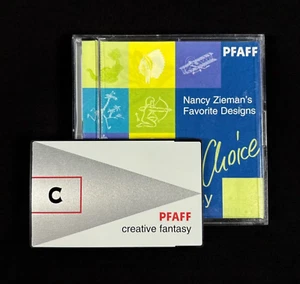 PFAFF
Nancy Zieman's
Favorite Designs
Choice
y
C
PFAFF
creative fantasy